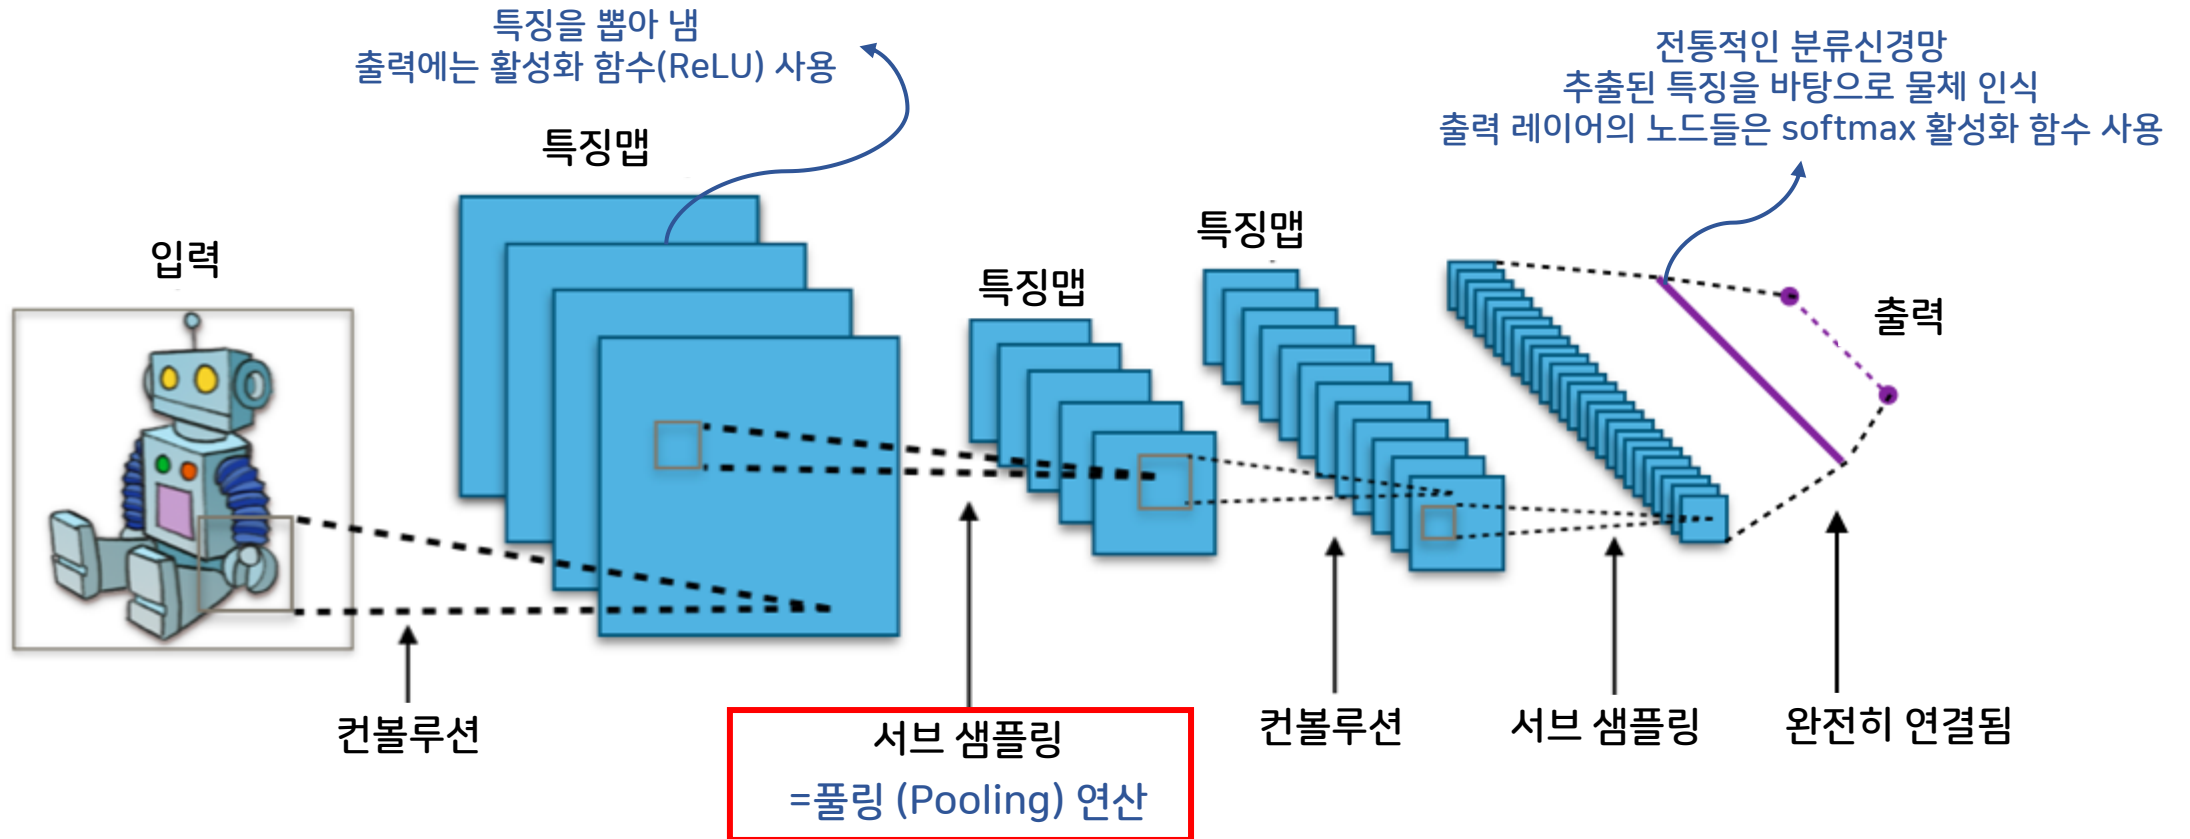 특징을 뽑아 냄
출력에는 활성화 함수(ReLU) 사용
전통적인 분류신경망
추출된 특징을 바탕으로 물체 인식
출력 레이어의 노드들은 softmax 활성화 함수 사용
입력
특징맵
특징맵
특징맵
출력
컨볼루션
서브 샘플링
=풀링 (Pooling) 연산
컨볼루션
서브 샘플링
완전히 연결됨